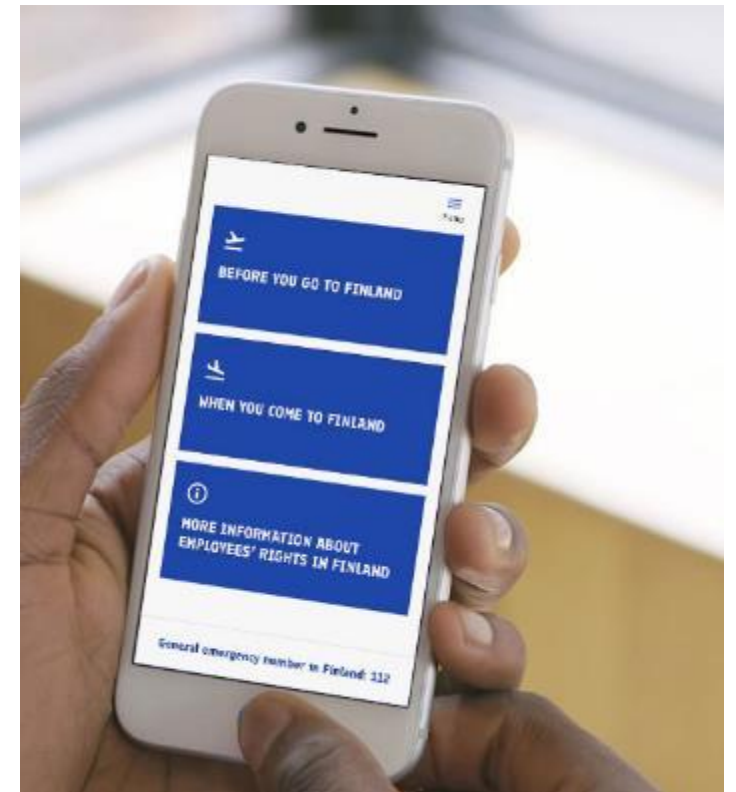 BEFORE YOU GO TO FINLAND
WHEN YOU COME TO FINLAND
MORE INFORMATION ABOUT
EMPLOYEES' RIGHTS IN FINLAND
General emergency number in Finland: 112